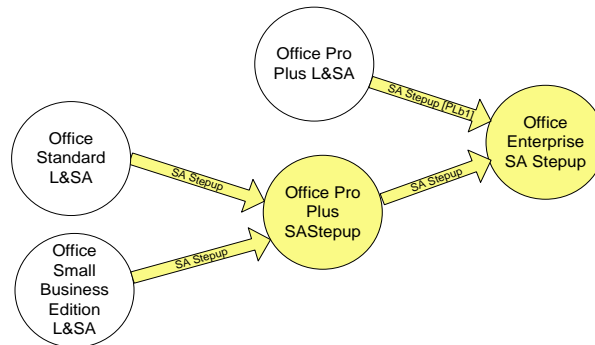 Office Pro
Plus L&SA
SA Stepup [PLb1]
Office
Enterprise
SA Stepup
Office
Standard
L&SA
SA Stepup
Office Pro
Plus
SAStepup
SA Stepup
Office
Small
Business
Edition
L&SA
SA Stepup